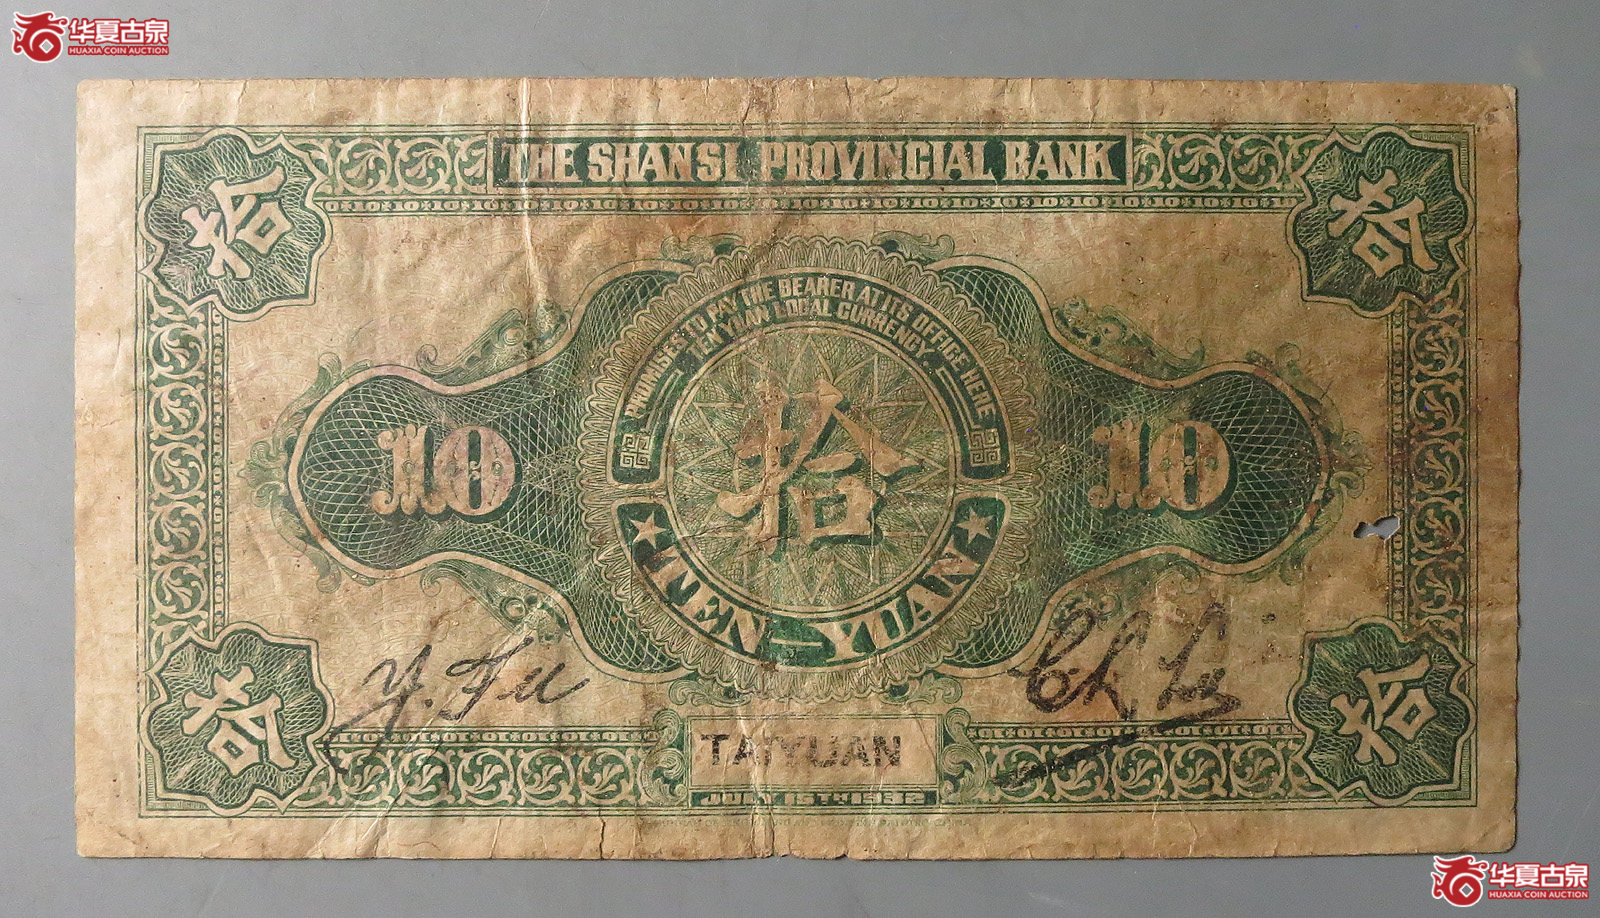 华夏古泉
HUAXIA COIN AUCTION
THE SHANSI PROVINCIAL BANK
拾
拾
PROMISES TO PAY THE BEARER AT ITS OFFICE HERE
TEN YUAN LOCAL CURRENCY
10
拾
10
TEN YUAN
Y. Fu
拾
拾
TAIYUAN
华夏古泉
HUAXIA COIN AUCTION